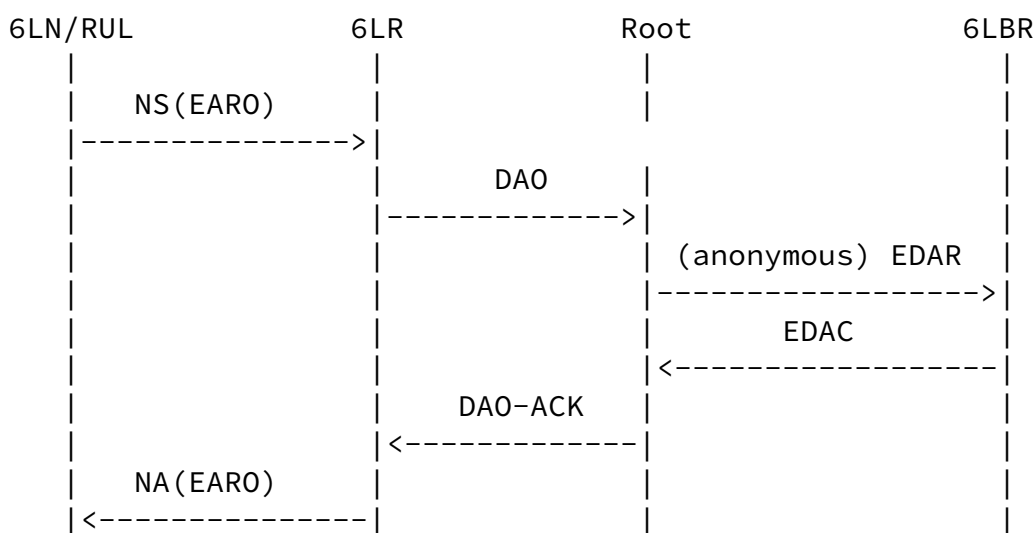 6LN/RUL 6LR Root 6LBR
NS(EARO)
DAO
(anonymous) EDAR
EDAC
DAO-ACK
NA(EARO)